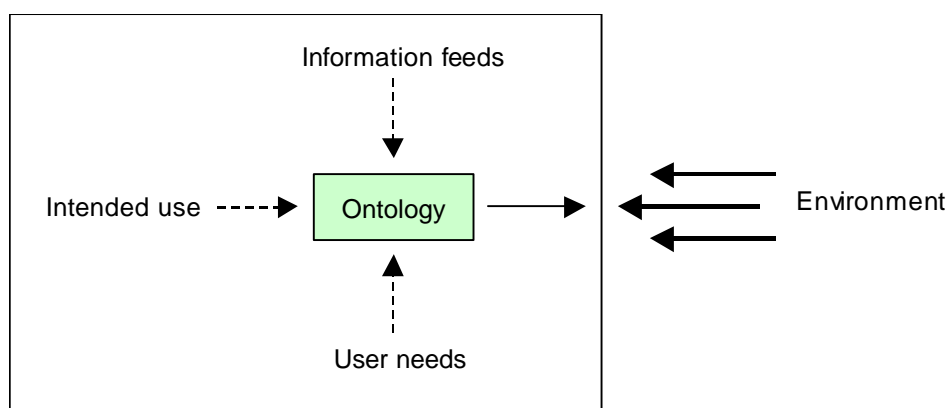 Information feeds
Intended use
Ontology
Environment
User needs